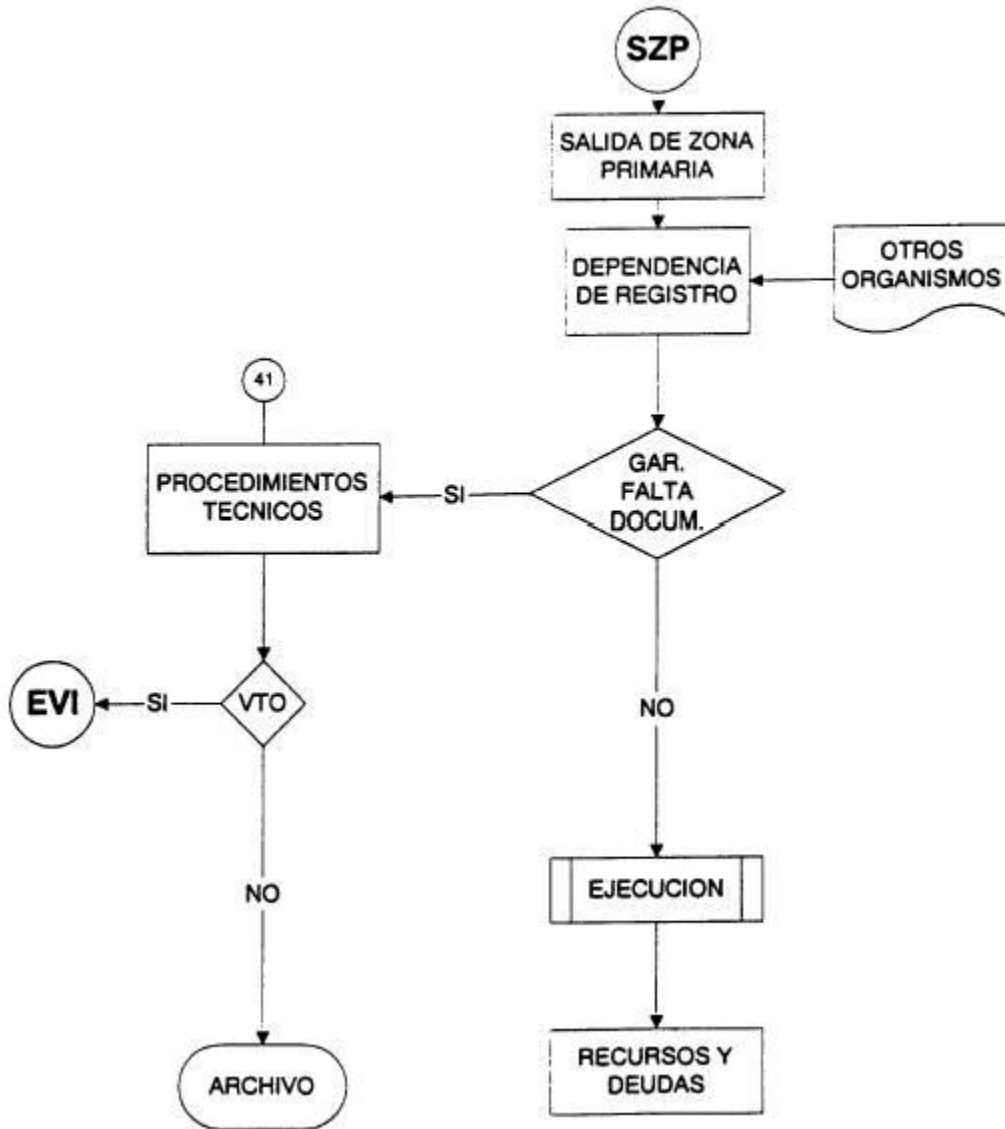 SZP
SALIDA DE ZONA
PRIMARIA
DEPENDENCIA
DE REGISTRO
OTROS
ORGANISMOS
41
PROCEDIMIENTOS
TECNICOS
SI
GAR.
FALTA
DOCUM.
EVI
SI
VTO
NO
NO
EJECUCION
ARCHIVO
RECURSOS Y
DEUDAS